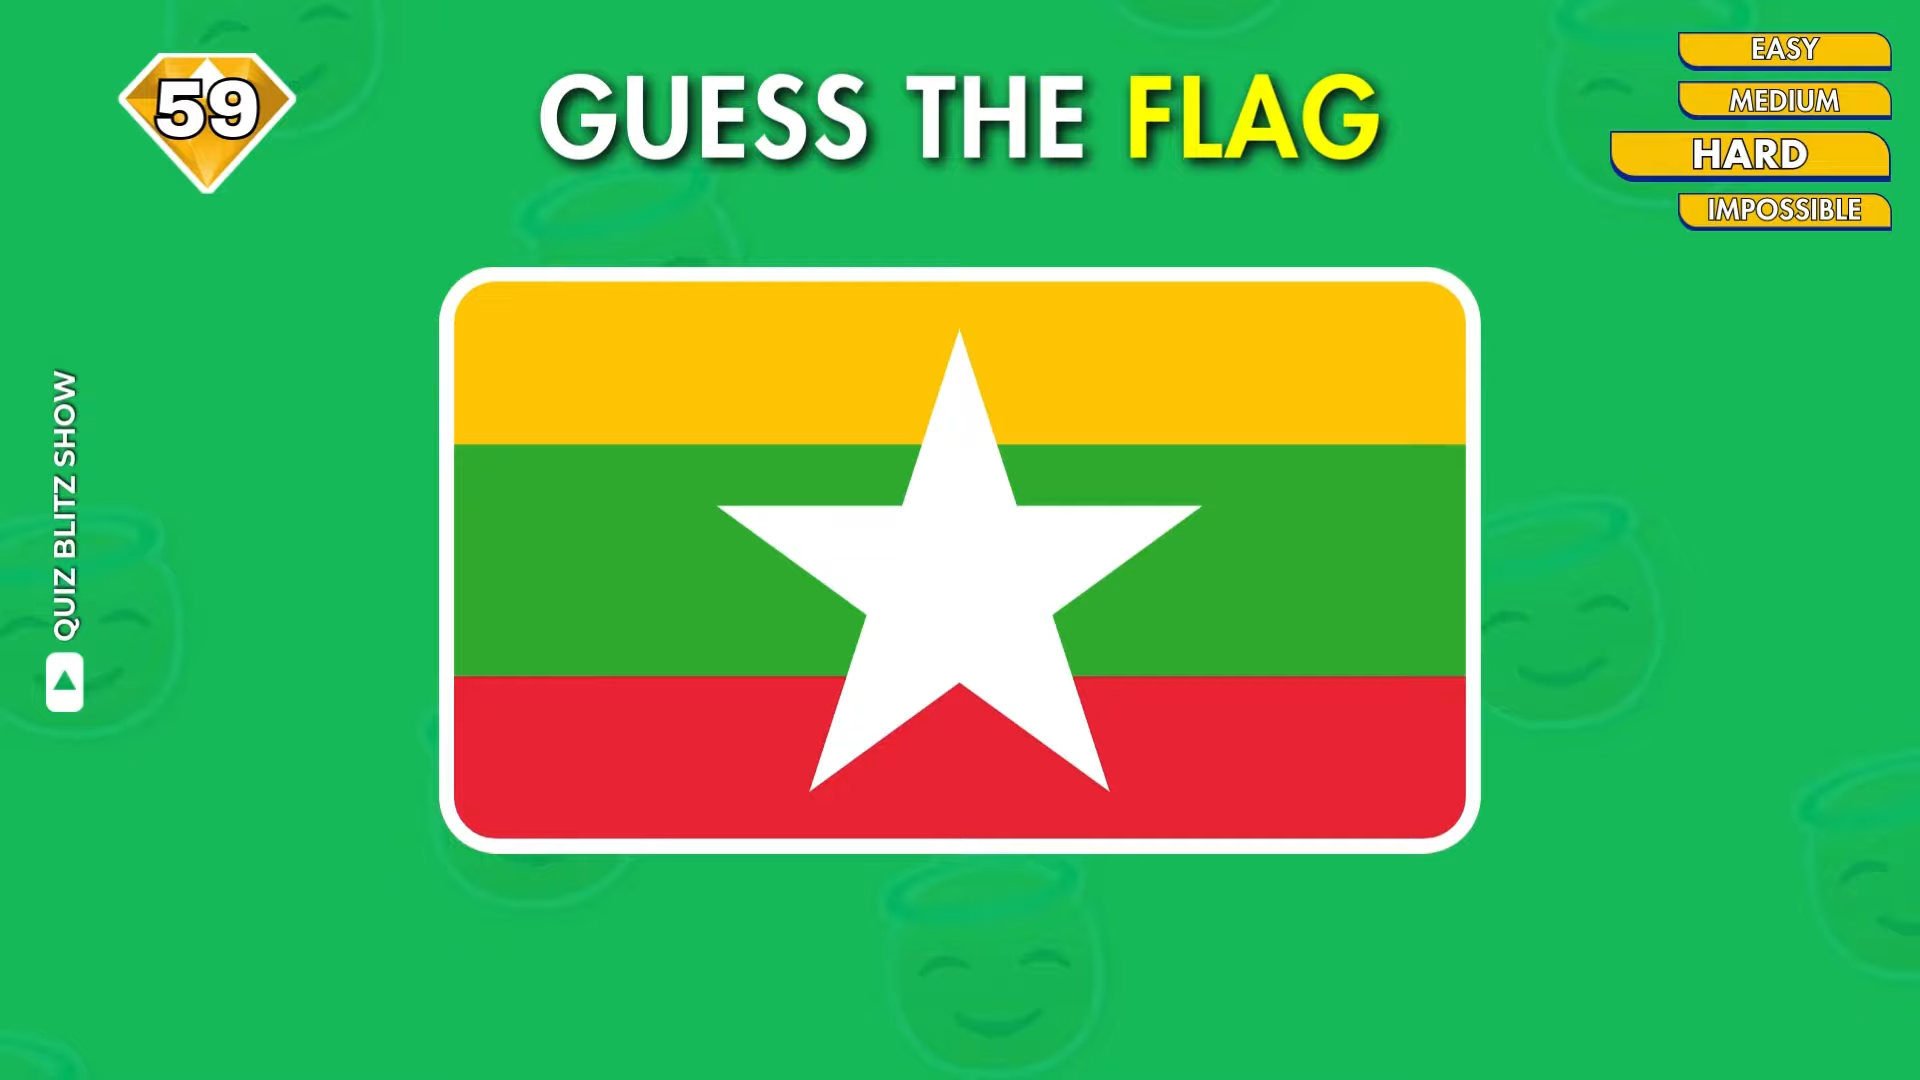 59
GUESS THE FLAG
EASY
MEDIUM
HARD
IMPOSSIBLE
QUIZ BLITZ SHOW